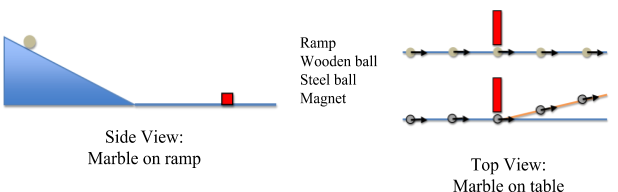 Ramp
Wooden ball
Steel ball
Magnet
Side View:
Marble on ramp
Top View:
Marble on table